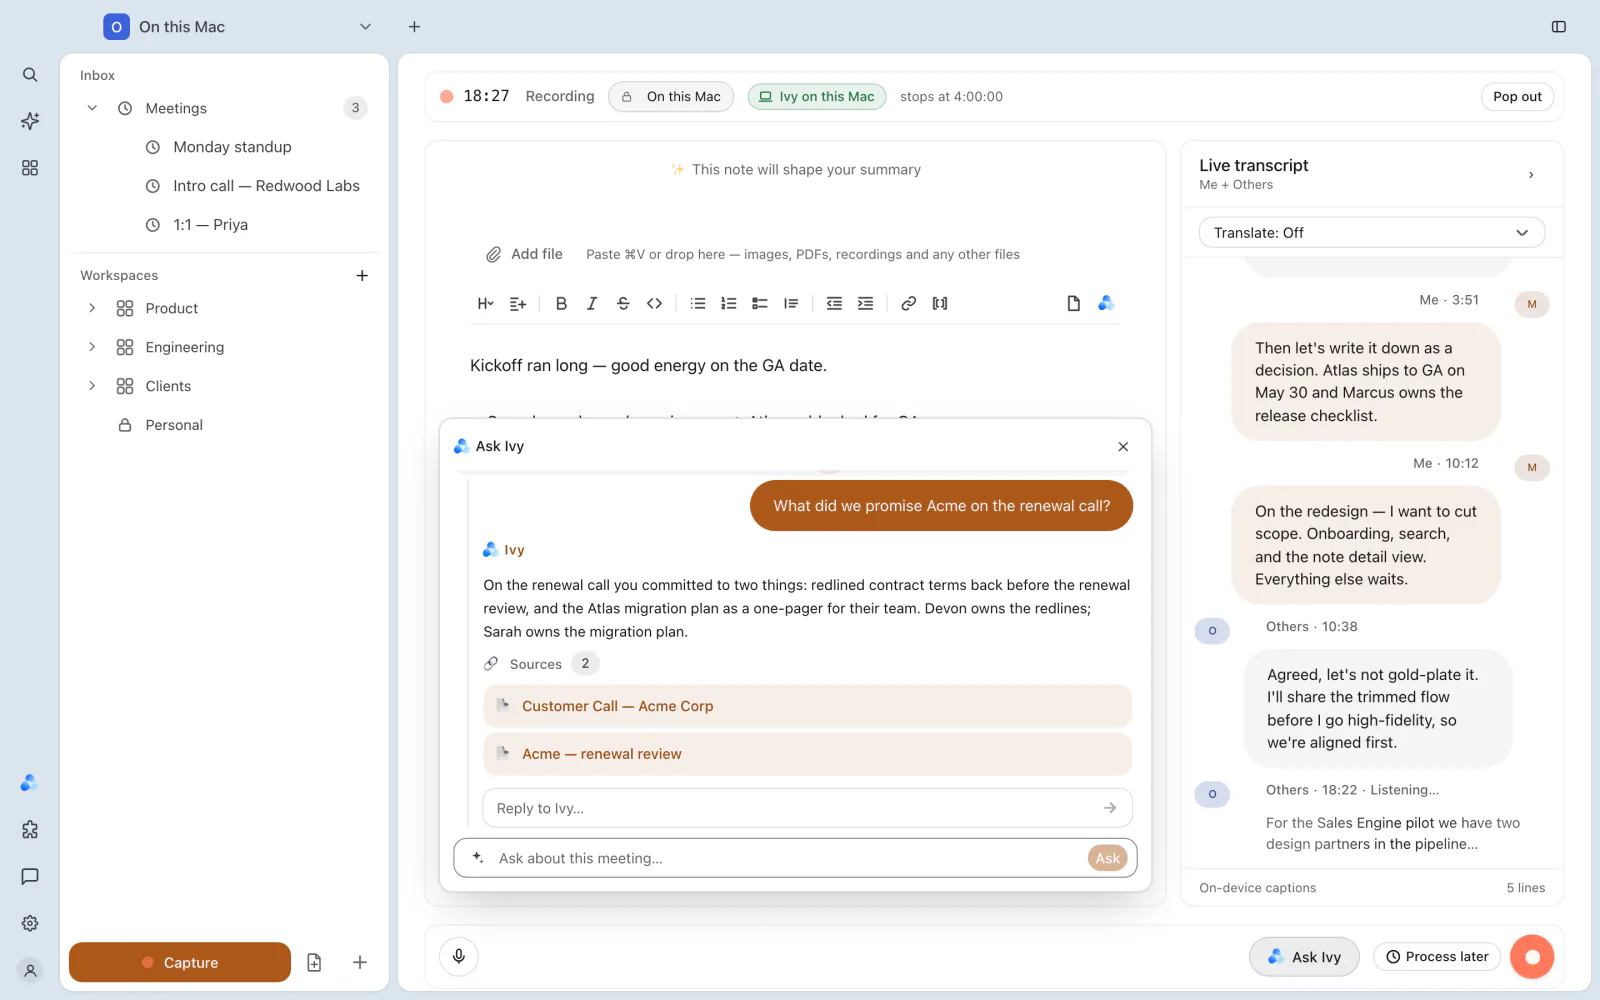 O On this Mac
Inbox
Meetings 3
Monday standup
Intro call — Redwood Labs
1:1 — Priya
Workspaces
Product
Engineering
Clients
Personal
Capture
18:27 Recording On this Mac Ivy on this Mac stops at 4:00:00 Pop out
✨ This note will shape your summary
Add file Paste ⌘V or drop here — images, PDFs, recordings and any other files
Kickoff ran long — good energy on the GA date.
Ask Ivy
What did we promise Acme on the renewal call?
Ivy
On the renewal call you committed to two things: redlined contract terms back before the renewal
review, and the Atlas migration plan as a one-pager for their team. Devon owns the redlines;
Sarah owns the migration plan.
Sources 2
Customer Call — Acme Corp
Acme — renewal review
Reply to Ivy...
Ask about this meeting... Ask
Live transcript
Me + Others
Translate: Off
Me · 3:51
M
Then let's write it down as a
decision. Atlas ships to GA on
May 30 and Marcus owns the
release checklist.
Me · 10:12
M
On the redesign — I want to cut
scope. Onboarding, search,
and the note detail view.
Everything else waits.
O
Others · 10:38
Agreed, let's not gold-plate it.
I'll share the trimmed flow
before I go high-fidelity, so
we're aligned first.
O
Others · 18:22 · Listening...
For the Sales Engine pilot we have two
design partners in the pipeline...
On-device captions 5 lines
Ask Ivy Process later